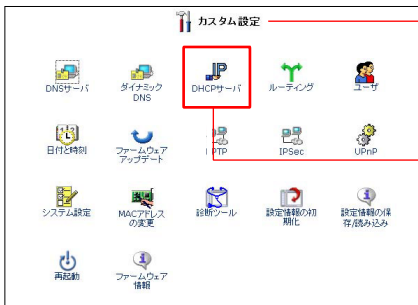 カスタム設定
DNSサーバ
ダイナミック
DNS
DHCPサーバ
ルーティング
ユーザ
日付と時刻
ファームウェア
アップデート
PTP
IPSec
UPnP
システム設定
MACアドレス
の変更
診断ツール
設定情報の初
期化
設定情報の保
存/読み込み
再起動
ファームウェア
情報